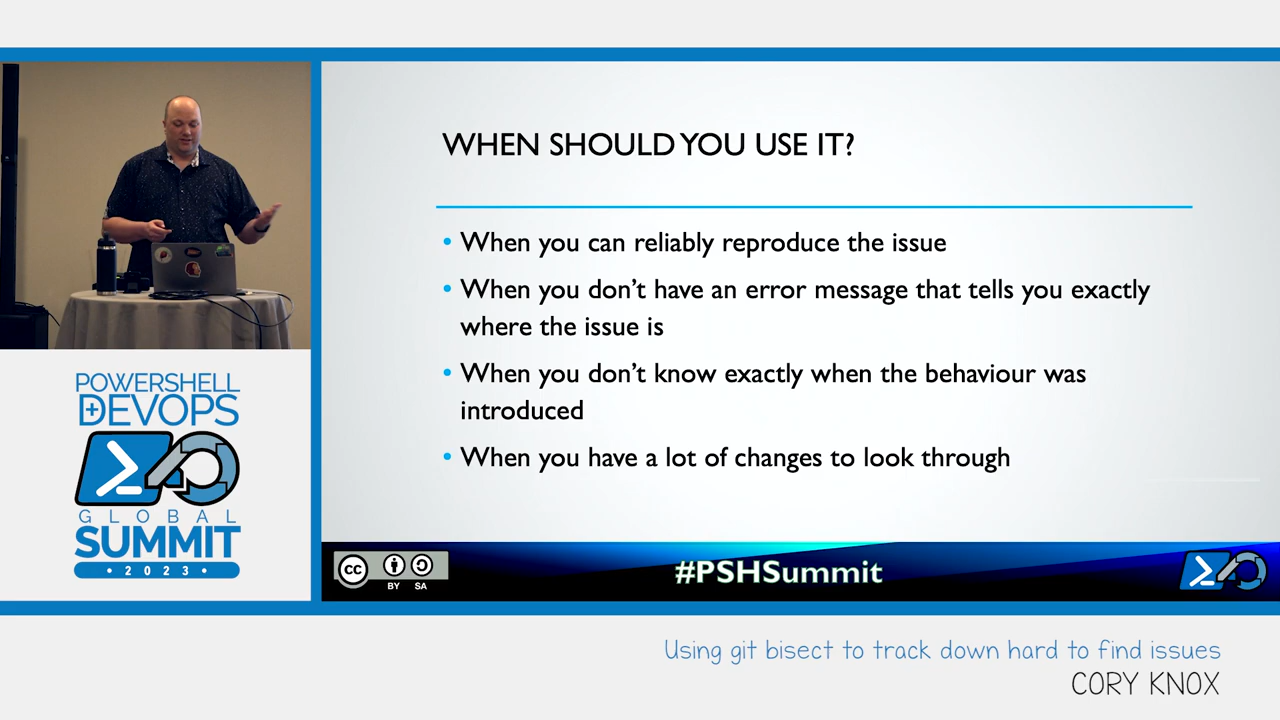 WHEN SHOULD YOU USE IT?
• When you can reliably reproduce the issue
• When you don't have an error message that tells you exactly
where the issue is
• When you don't know exactly when the behaviour was
introduced
• When you have a lot of changes to look through
POWERSHELL
+DEVOPS
GLOBAL
SUMMIT
• 2023 •
cc
BY SA
#PSHSummit
Using git bisect to track down hard to find issues
CORY KNOX